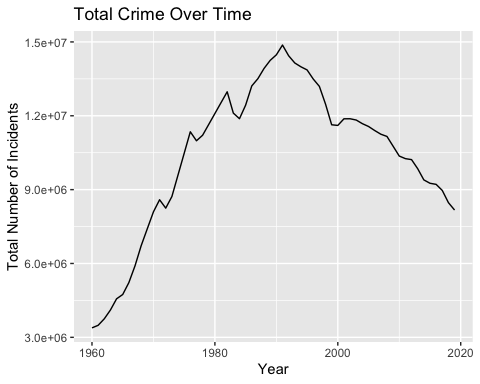 Total Crime Over Time
Total Number of Incidents
1.5e+07
1.2e+07
9.0e+06
6.0e+06
3.0e+06
1960
1980
2000
2020
Year